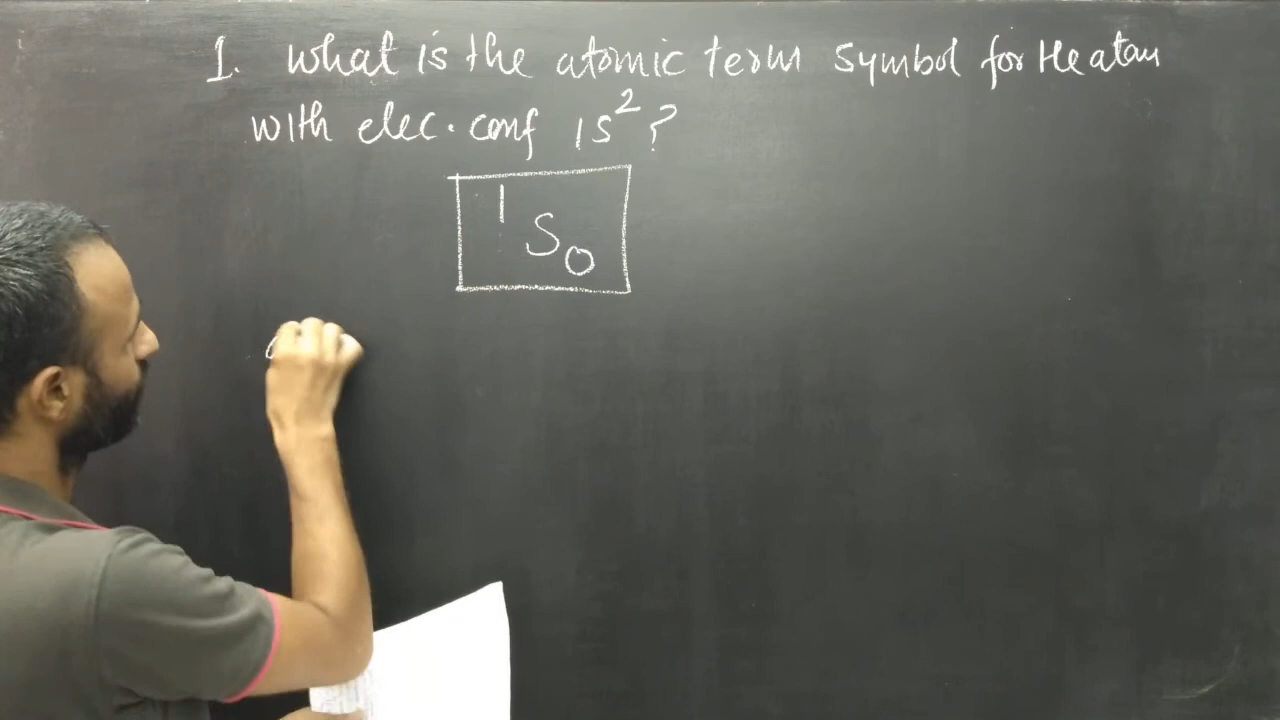 1. What is the atomic term symbol for He atom
with elec. conf 1s²?
¹S₀